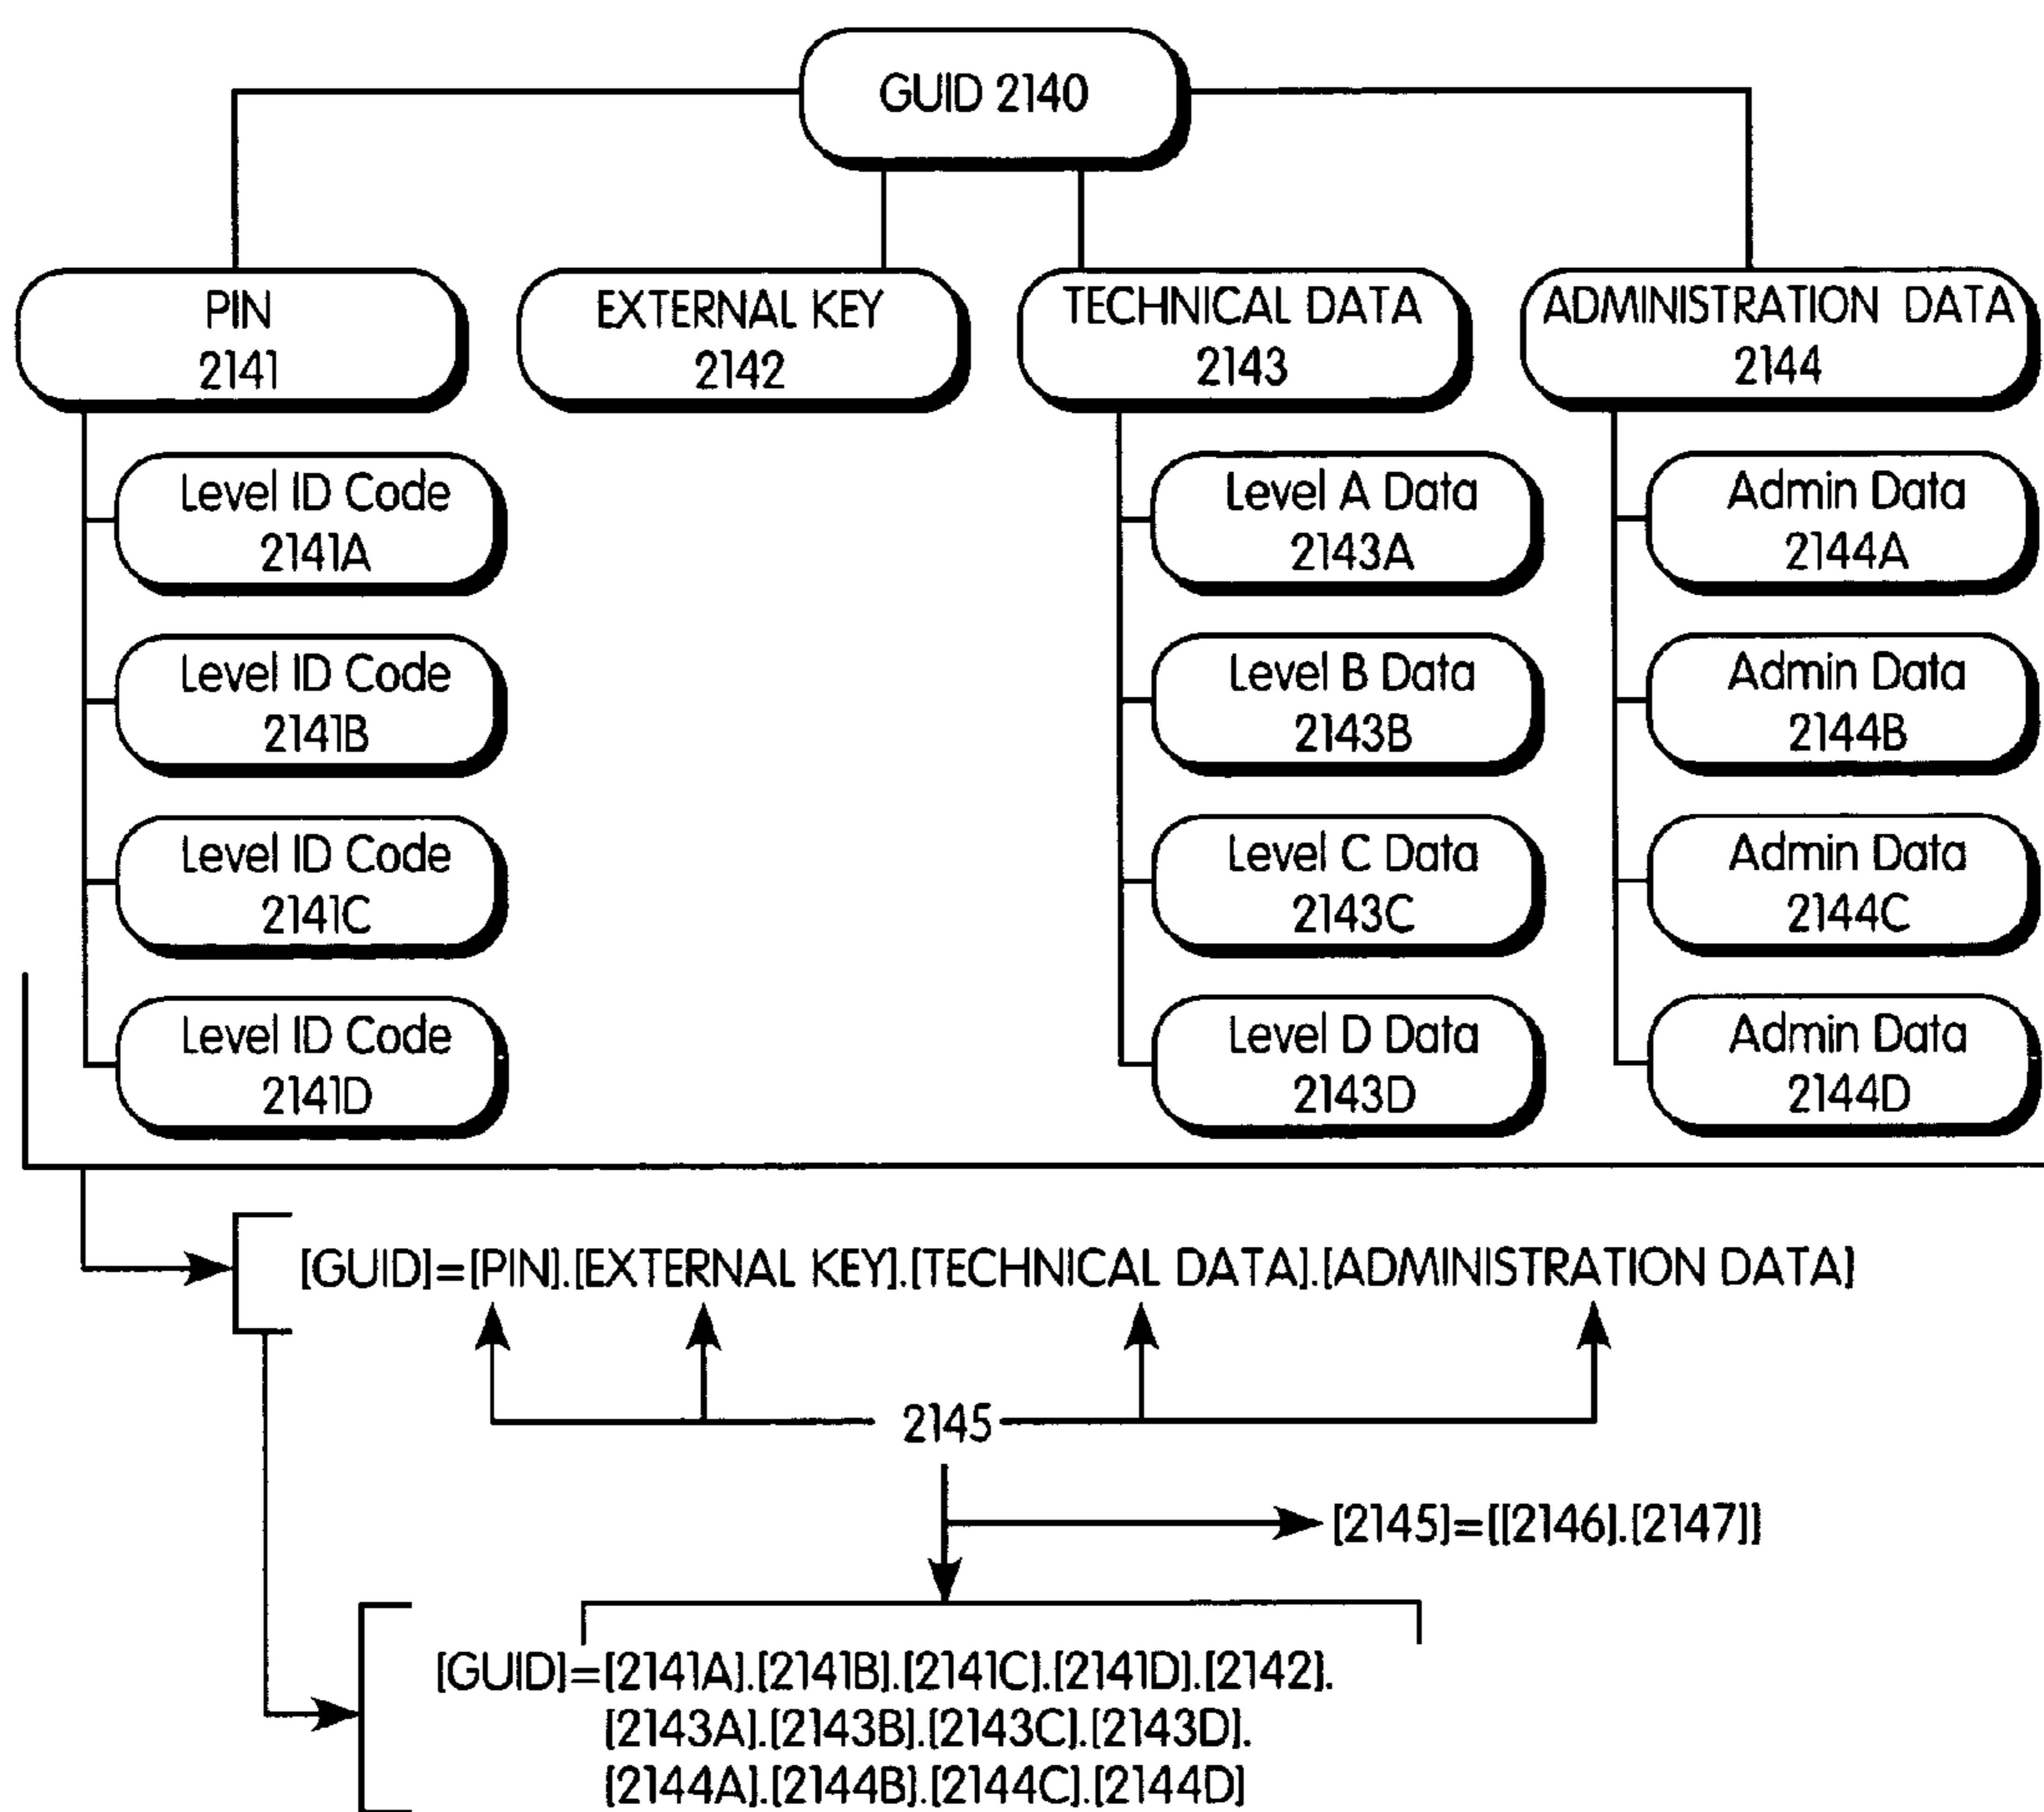 GUID 2140
PIN
2141
EXTERNAL KEY
2142
TECHNICAL DATA
2143
ADMINISTRATION DATA
2144
Level ID Code
2141A
Level A Data
2143A
Admin Data
2144A
Level ID Code
2141B
Level B Data
2143B
Admin Data
2144B
Level ID Code
2141C
Level C Data
2143C
Admin Data
2144C
Level ID Code
2141D
Level D Data
2143D
Admin Data
2144D
[GUID]=[PIN].[EXTERNAL KEY].[TECHNICAL DATA].[ADMINISTRATION DATA]
2145
[2145]=[[2146].[2147]]
[GUID]=[2141A].[2141B].[2141C].[2141D].[2142].
[2143A].[2143B].[2143C].[2143D].
[2144A].[2144B].[2144C].[2144D]